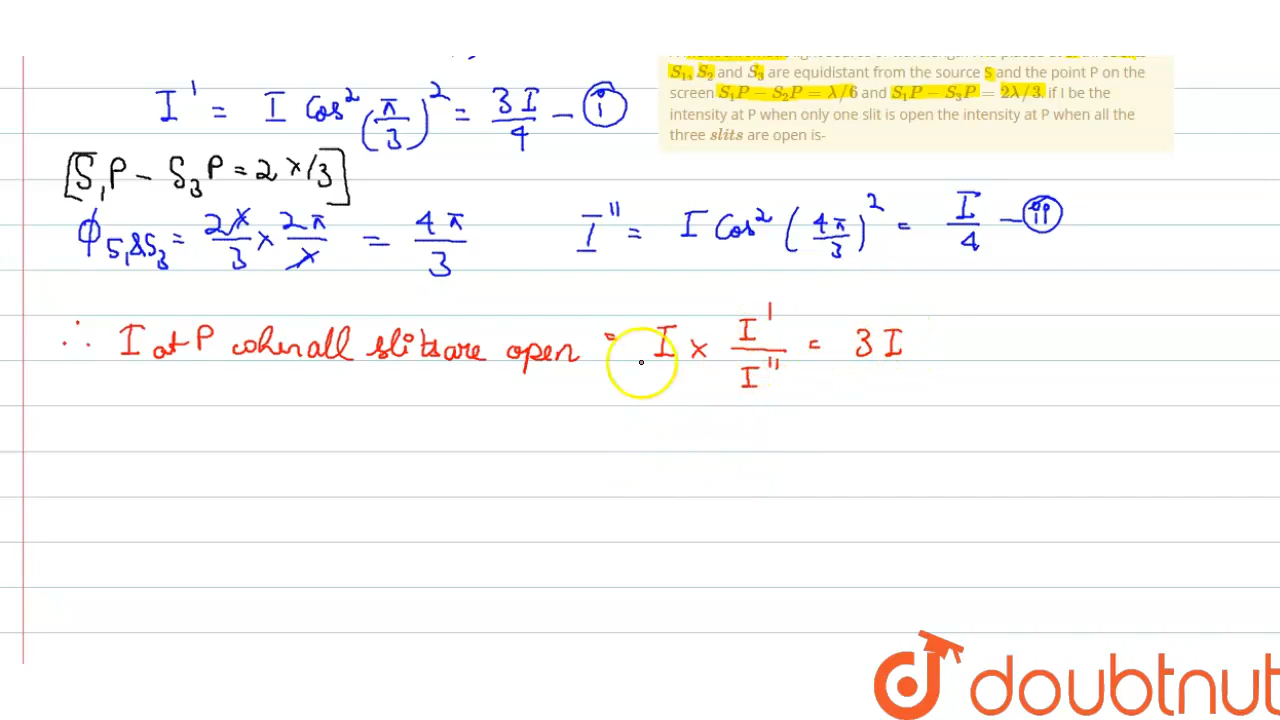 S₁, S₂ and S₃ are equidistant from the source S and the point P on the
screen S₁P − S₂P = λ/6 and S₁P − S₃P = 2λ/3. if I be the
intensity at P when only one slit is open the intensity at P when all the
three slits are open is-
I' = I Cos² (π/3)² = 3I/4 — (i)
[S₁P − S₃P = 2λ/3]
ϕ S₁&S₃ = 2λ/3 × 2π/λ = 4π/3
I'' = I Cos² (4π/3)² = I/4 — (ii)
∴ I at P when all slits are open = I × I'/I'' = 3I
doubtnut